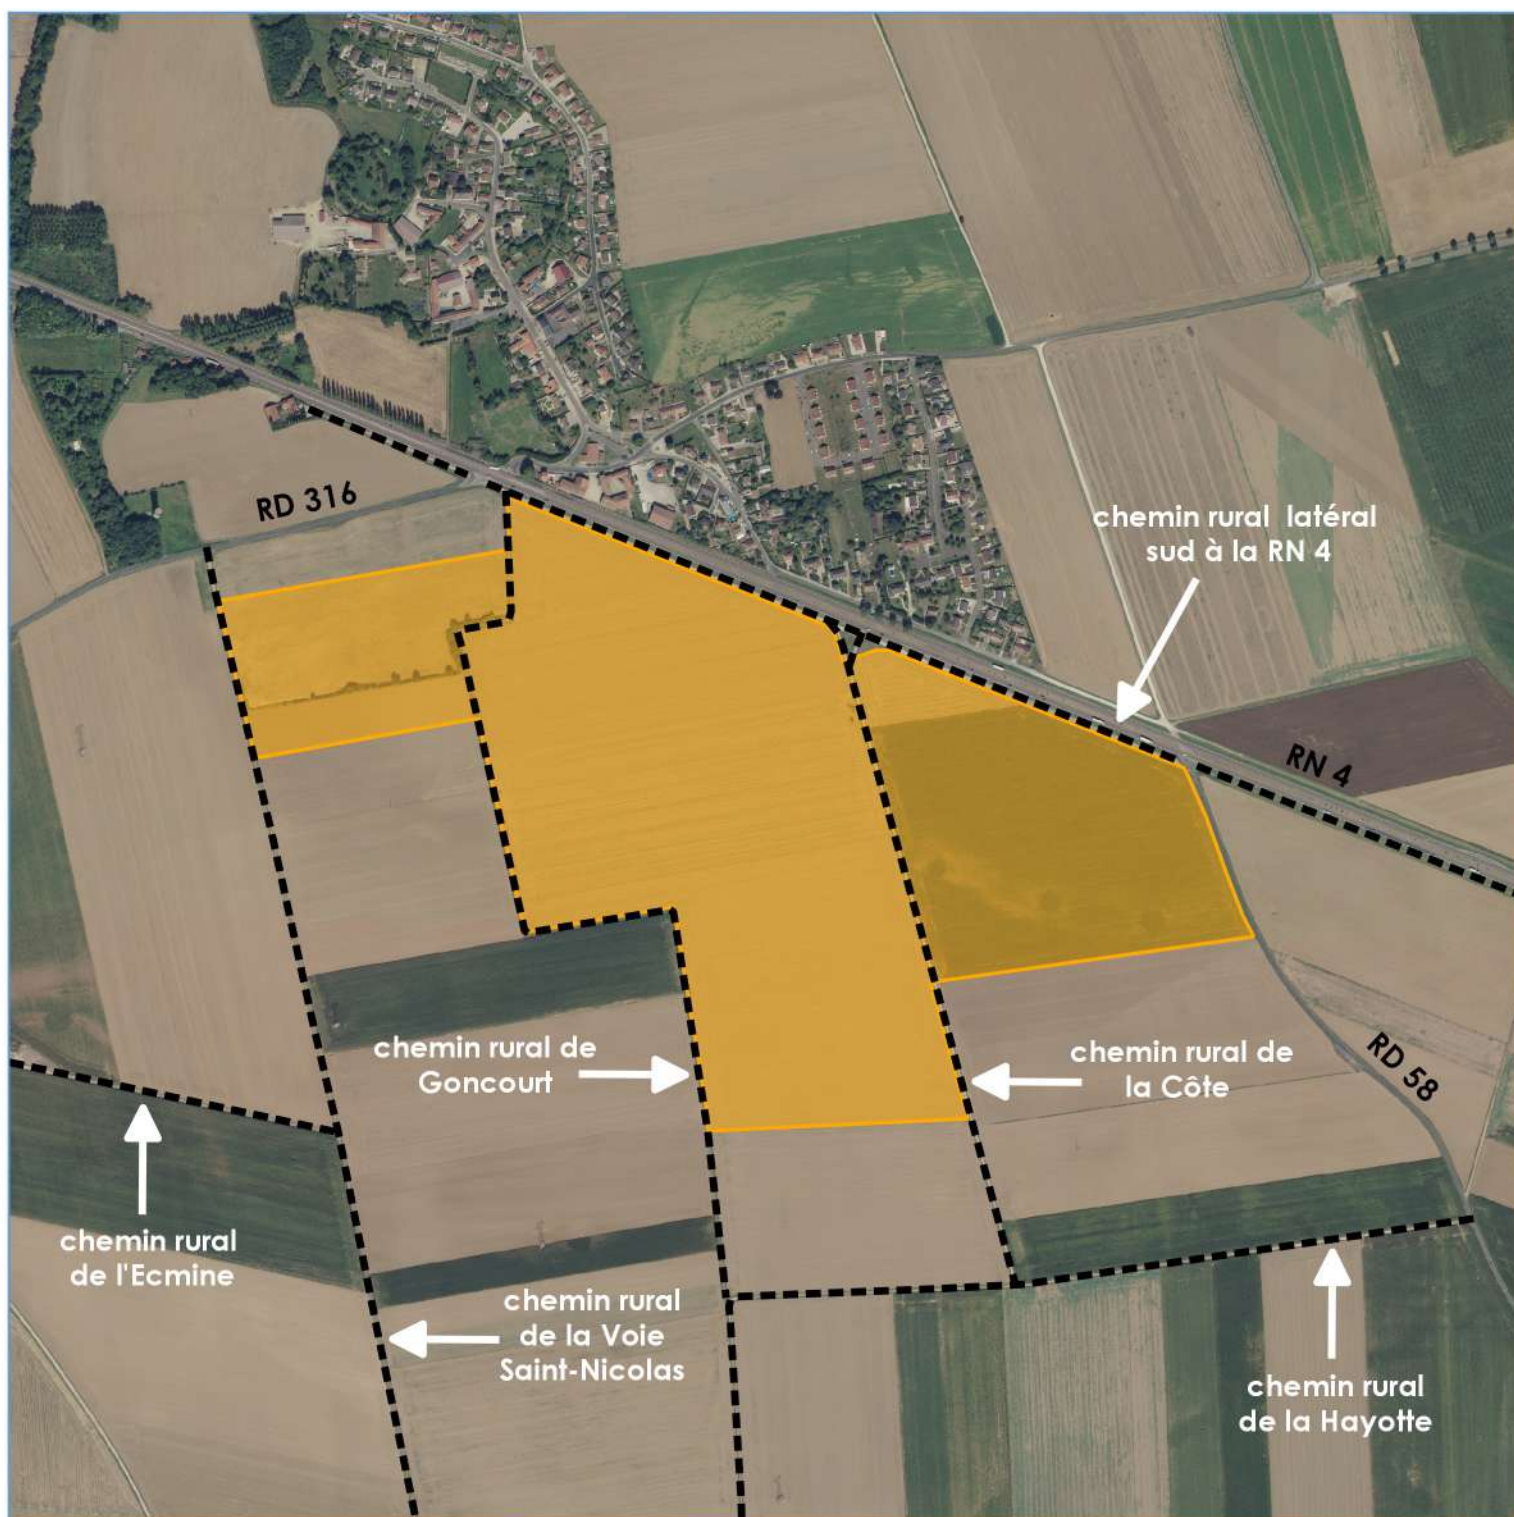 RD 316
chemin rural latéral
sud à la RN 4
RN 4
chemin rural de
Goncourt
chemin rural de
la Côte
RD 58
chemin rural
de l'Ecmine
chemin rural
de la Voie
Saint-Nicolas
chemin rural
de la Hayotte